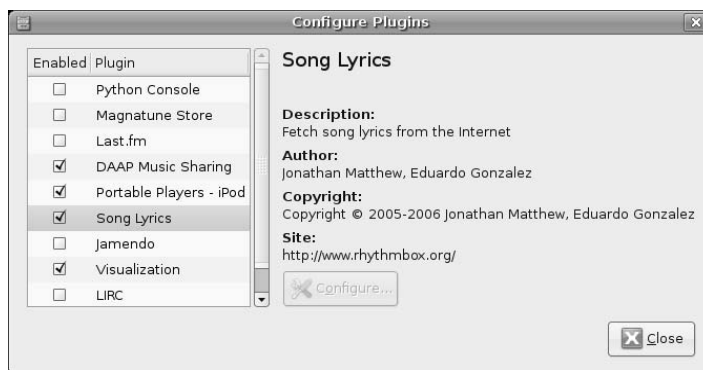 Configure Plugins
Enabled Plugin
Python Console
Magnatune Store
Last.fm
DAAP Music Sharing
Portable Players - iPod
Song Lyrics
Jamendo
Visualization
LIRC
Song Lyrics
Description:
Fetch song lyrics from the Internet
Author:
Jonathan Matthew, Eduardo Gonzalez
Copyright:
Copyright © 2005-2006 Jonathan Matthew, Eduardo Gonzalez
Site:
http://www.rhythmbox.org/
Configure...
Close